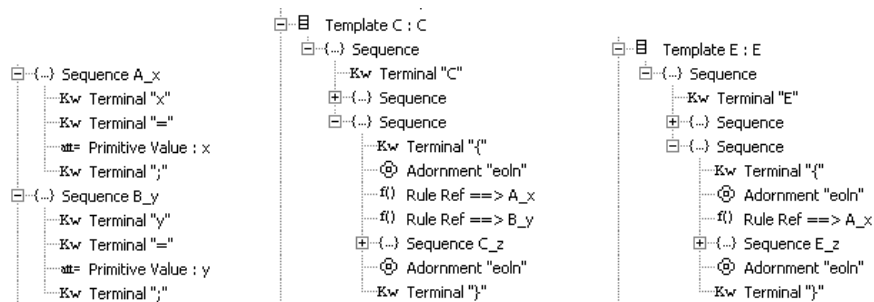 Sequence A_x
Kw Terminal "x"
Kw Terminal "="
att= Primitive Value : x
Kw Terminal ";"
Sequence B_y
Kw Terminal "y"
Kw Terminal "="
att= Primitive Value : y
Kw Terminal ";"
Template C : C
{...} Sequence
Kw Terminal "C"
{...} Sequence
{...} Sequence
Kw Terminal "{"
Adornment "eoln"
f() Rule Ref ==> A_x
f() Rule Ref ==> B_y
{...} Sequence C_z
Adornment "eoln"
Kw Terminal "}"
Template E : E
{...} Sequence
Kw Terminal "E"
{...} Sequence
{...} Sequence
Kw Terminal "{"
Adornment "eoln"
f() Rule Ref ==> A_x
{...} Sequence E_z
Adornment "eoln"
Kw Terminal "}"